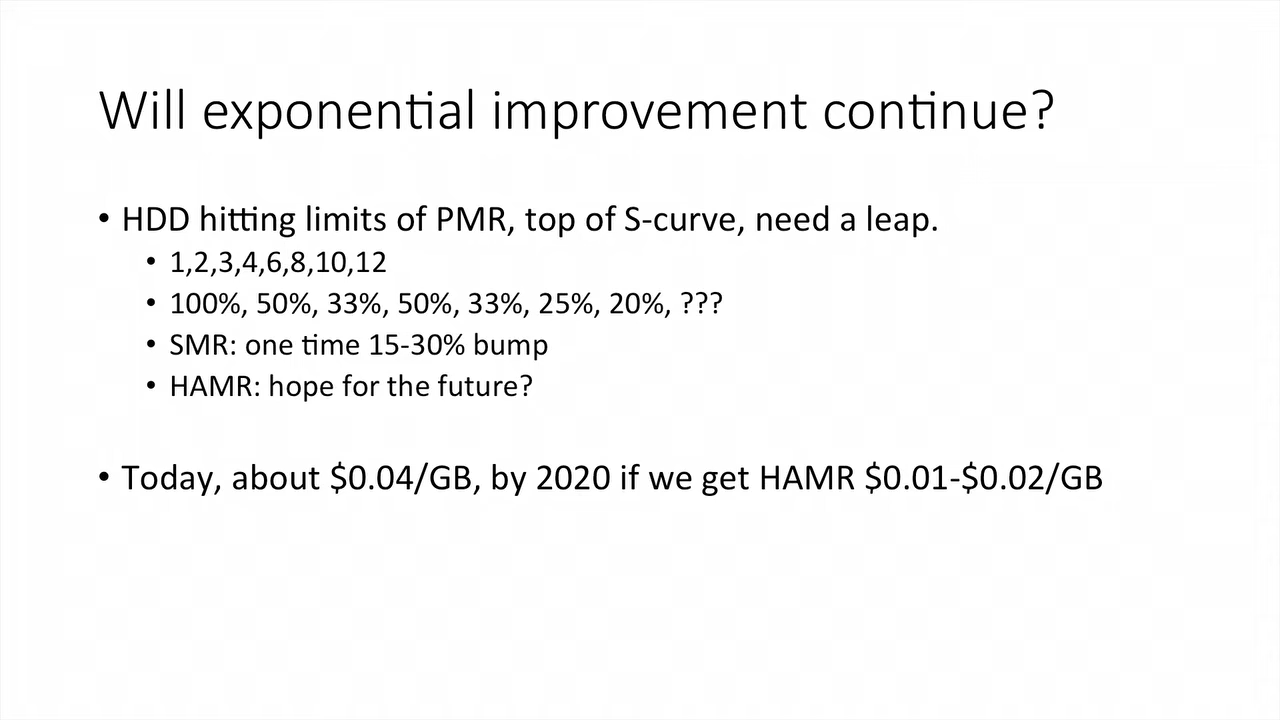 Will exponential improvement continue?
• HDD hitting limits of PMR, top of S-curve, need a leap.
• 1,2,3,4,6,8,10,12
• 100%, 50%, 33%, 50%, 33%, 25%, 20%, ???
• SMR: one time 15-30% bump
• HAMR: hope for the future?
• Today, about $0.04/GB, by 2020 if we get HAMR $0.01-$0.02/GB